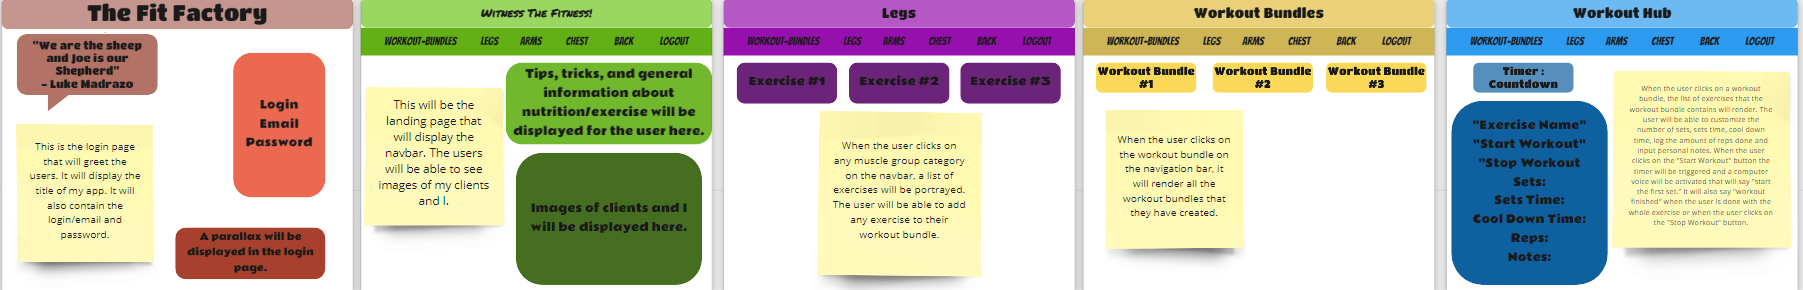 The Fit Factory
"We are the sheep
and Joe is our
Shepherd"
- Luke Madrazo
Login
Email
Password
This is the login page
that will greet the
users. It will display the
title of my app. It will
also contain the
login/email and
password.
A parallax will be
displayed in the login
page.
Witness The Fitness!
WORKOUT-BUNDLES LEGS ARMS CHEST BACK LOGOUT
Tips, tricks, and general
information about
nutrition/exercise will be
displayed for the user here.
This will be the
landing page that
will display the
navbar. The users
will be able to see
images of my clients
and I.
Images of clients and I
will be displayed here.
Legs
WORKOUT-BUNDLES LEGS ARMS CHEST BACK LOGOUT
Exercise #1 Exercise #2 Exercise #3
When the user clicks on
any muscle group category
on the navbar, a list of
exercises will be portrayed.
The user will be able to add
any exercise to their
workout bundle.
Workout Bundles
WORKOUT-BUNDLES LEGS ARMS CHEST BACK LOGOUT
Workout Bundle
#1
Workout Bundle
#2
Workout Bundle
#3
When the user clicks on
the workout bundle on
the navigation bar, it
will render all the
workout bundles that
they have created.
Workout Hub
WORKOUT-BUNDLES LEGS ARMS CHEST BACK LOGOUT
Timer :
Countdown
"Exercise Name"
"Start Workout"
"Stop Workout
Sets:
Sets Time:
Cool Down Time:
Reps:
Notes:
When the user clicks on a workout
bundle, the list of exercises that the
workout bundle contains will render. The
user will be able to customize the
number of sets, sets time, cool down
time, log the amount of reps done and
input personal notes. When the user
clicks on the "Start Workout" button the
timer will be triggered and a computer
voice will be activated that will say "start
the first set." It will also say "workout
finished" when the user is done with the
whole exercise or when the user clicks on
the "Stop Workout" button.